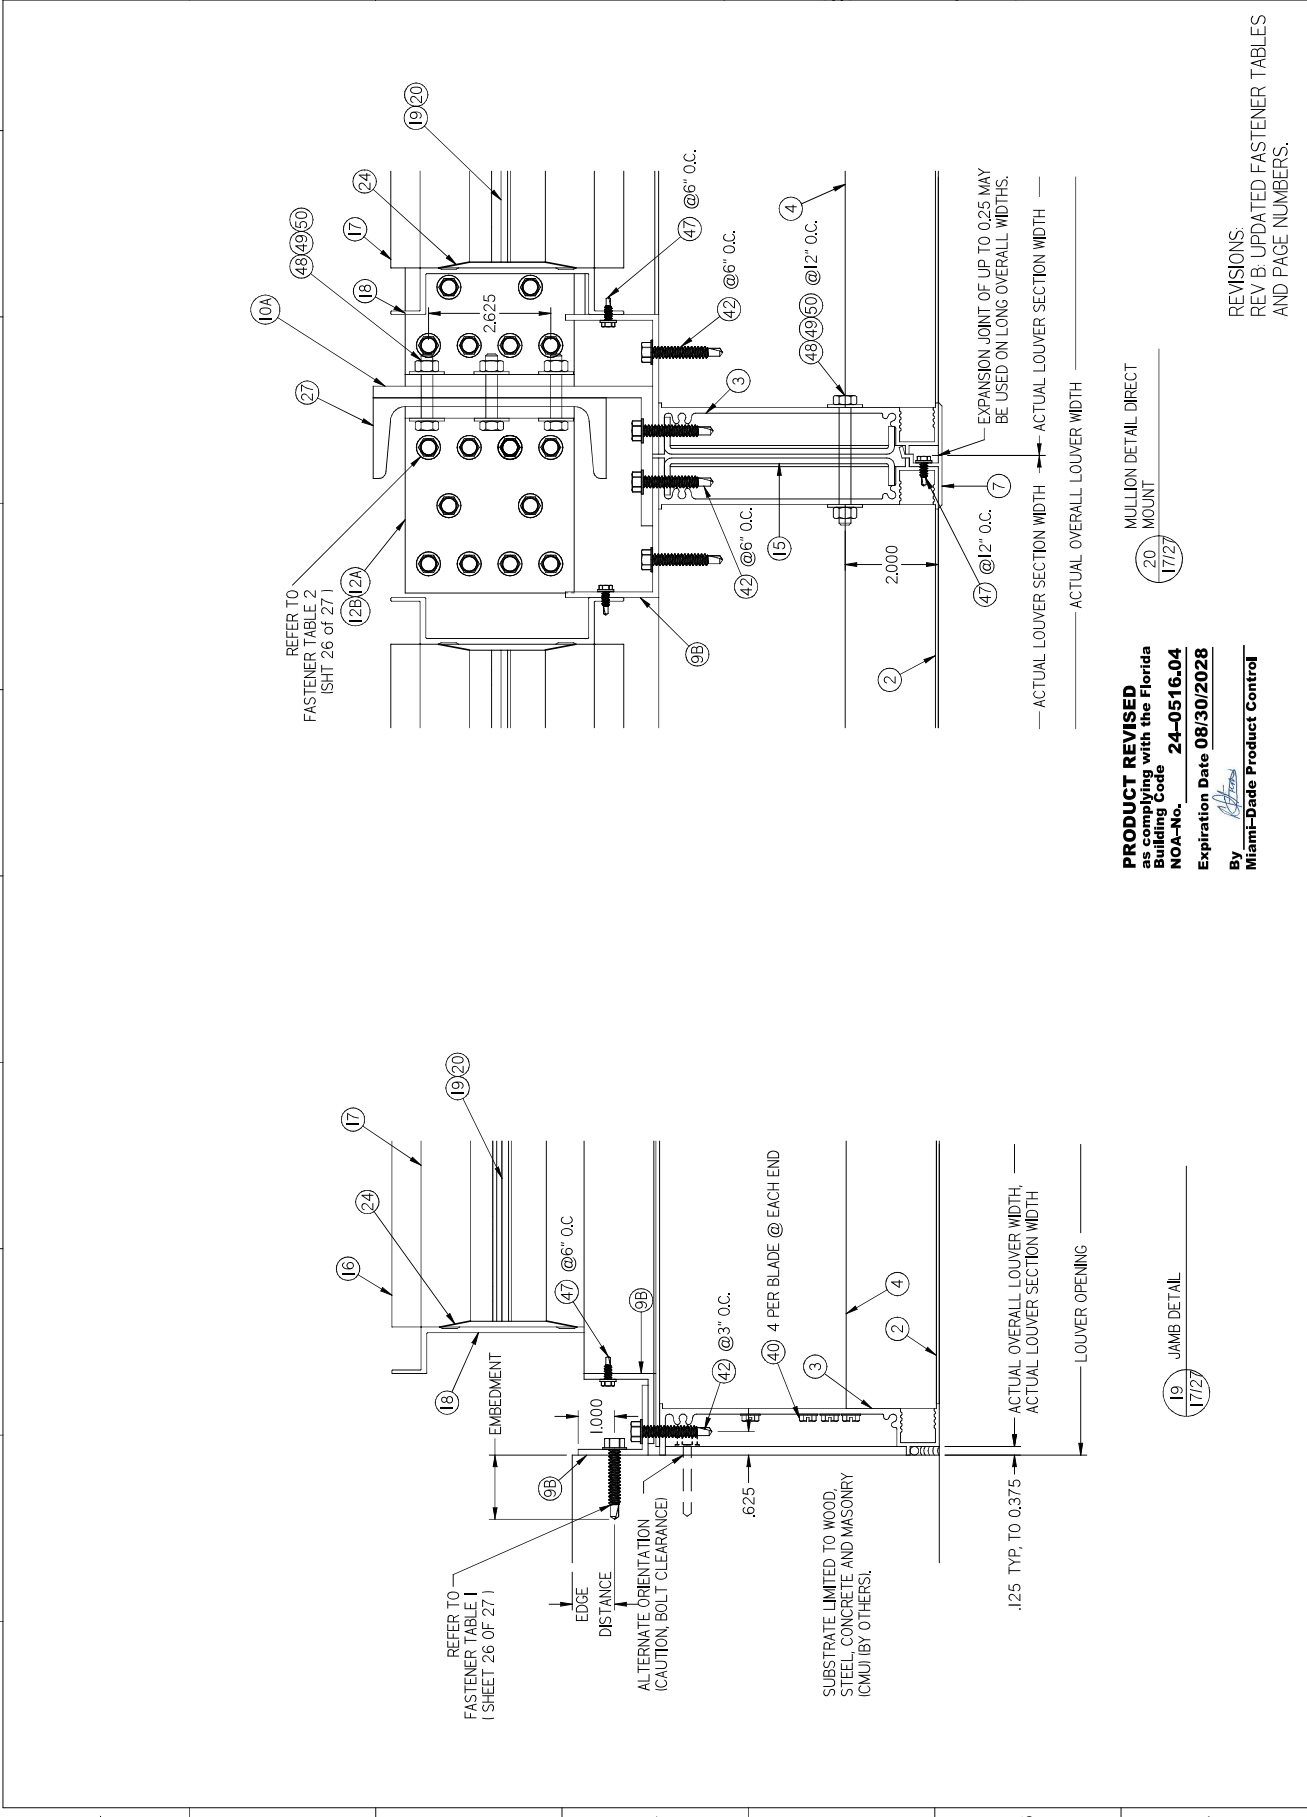 REFER TO
FASTENER TABLE 1
( SHEET 26 OF 27 )
EDGE
DISTANCE
EMBEDMENT
1.000
9B
18
24
16
17
19 20
47 @6" O.C
9B
ALTERNATE ORIENTATION
(CAUTION, BOLT CLEARANCE)
42 @3" O.C.
.625
40 4 PER BLADE @ EACH END
3
4
2
SUBSTRATE LIMITED TO WOOD,
STEEL, CONCRETE AND MASONRY
(CMU) (BY OTHERS).
.125 TYP, TO 0.375
ACTUAL OVERALL LOUVER WIDTH,
ACTUAL LOUVER SECTION WIDTH
LOUVER OPENING
19
17/27
JAMB DETAIL
REFER TO
FASTENER TABLE 2
(SHT 26 of 27 )
12B 12A
27
10A
48 49 50
18
17
24
19 20
2.625
47 @6" O.C.
42 @6" O.C.
9B
42 @6" O.C.
15
3
48 49 50 @12" O.C.
4
2
2.000
47 @12" O.C.
7
EXPANSION JOINT OF UP TO 0.25 MAY
BE USED ON LONG OVERALL WIDTHS.
ACTUAL LOUVER SECTION WIDTH
ACTUAL LOUVER SECTION WIDTH
ACTUAL OVERALL LOUVER WIDTH
20
17/27
MULLION DETAIL DIRECT
MOUNT
PRODUCT REVISED
as complying with the Florida
Building Code
NOA-No. 24-0516.04
Expiration Date 08/30/2028
By
Miami-Dade Product Control
REVISIONS:
REV B: UPDATED FASTENER TABLES
AND PAGE NUMBERS.